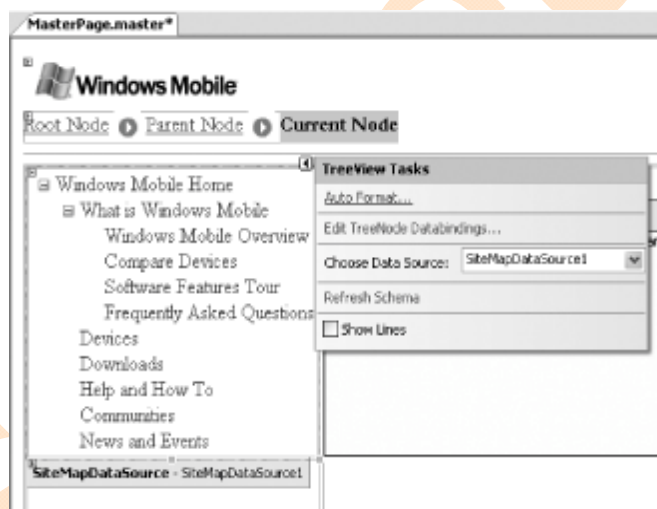 MasterPage.master*
Windows Mobile
Root Node Parent Node Current Node
TreeView Tasks
Auto Format...
Edit TreeNode Databindings...
Choose Data Source: SiteMapDataSource1
Refresh Schema
Show Lines
Windows Mobile Home
What is Windows Mobile
Windows Mobile Overview
Compare Devices
Software Features Tour
Frequently Asked Questions
Devices
Downloads
Help and How To
Communities
News and Events
SiteMapDataSource - SiteMapDataSource1